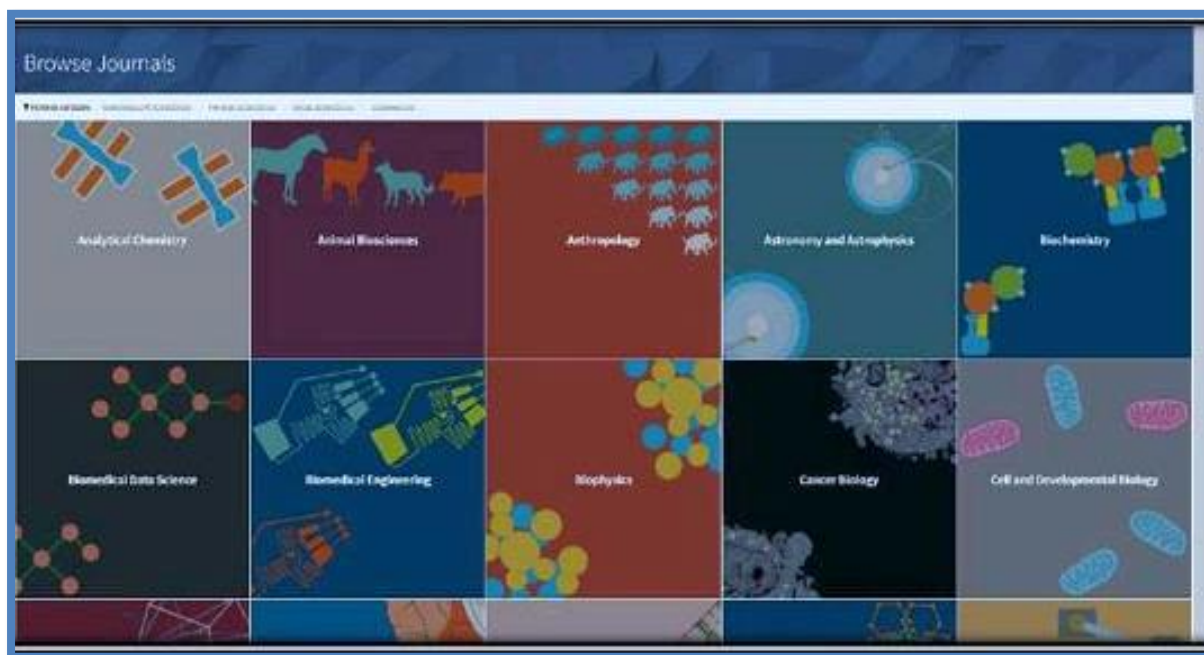 Browse Journals
Analytical Chemistry
Animal Biosciences
Anthropology
Astronomy and Astrophysics
Biochemistry
Biomedical Data Science
Biomedical Engineering
Biophysics
Cancer Biology
Cell and Developmental Biology